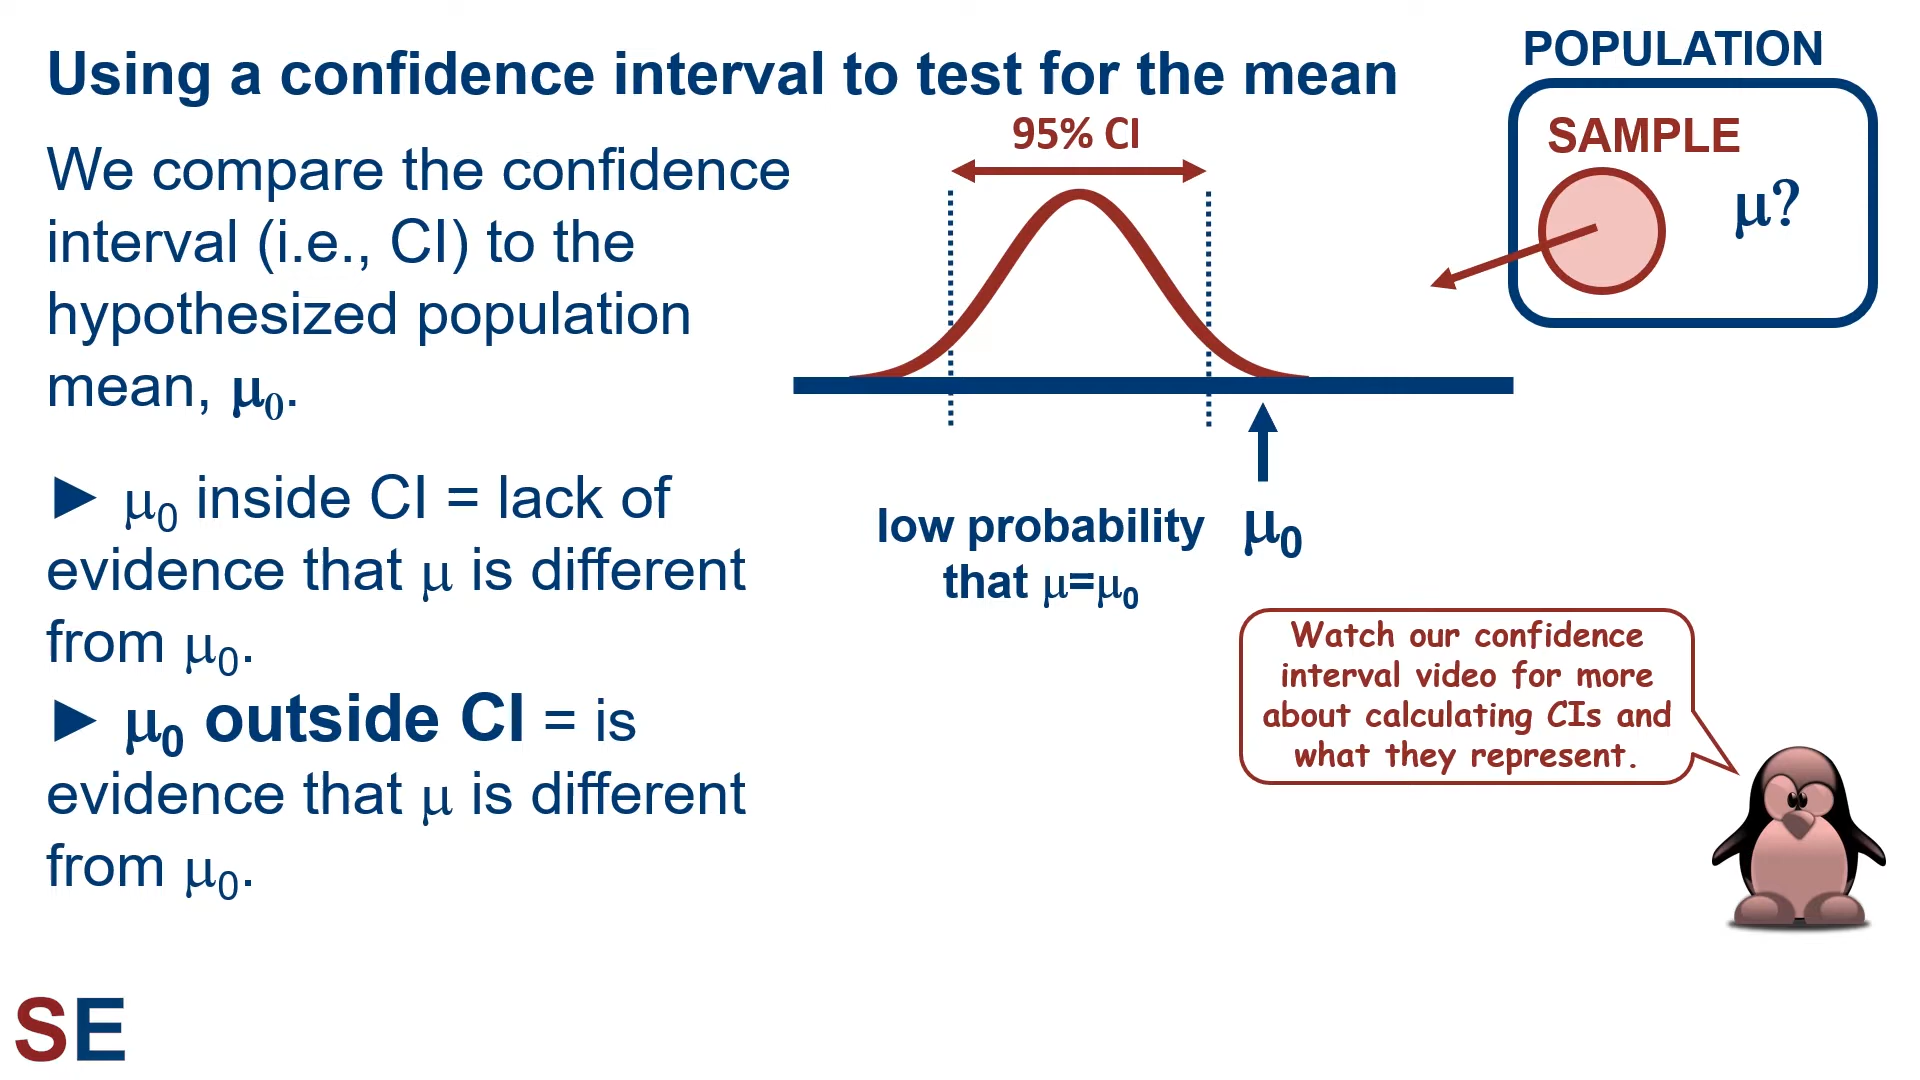 Using a confidence interval to test for the mean
We compare the confidence
interval (i.e., CI) to the
hypothesized population
mean, μ₀.
► μ₀ inside CI = lack of
evidence that μ is different
from μ₀.
► μ₀ outside CI = is
evidence that μ is different
from μ₀.
95% CI
low probability
that μ=μ₀
μ₀
POPULATION
SAMPLE
μ?
Watch our confidence
interval video for more
about calculating CIs and
what they represent.
SE